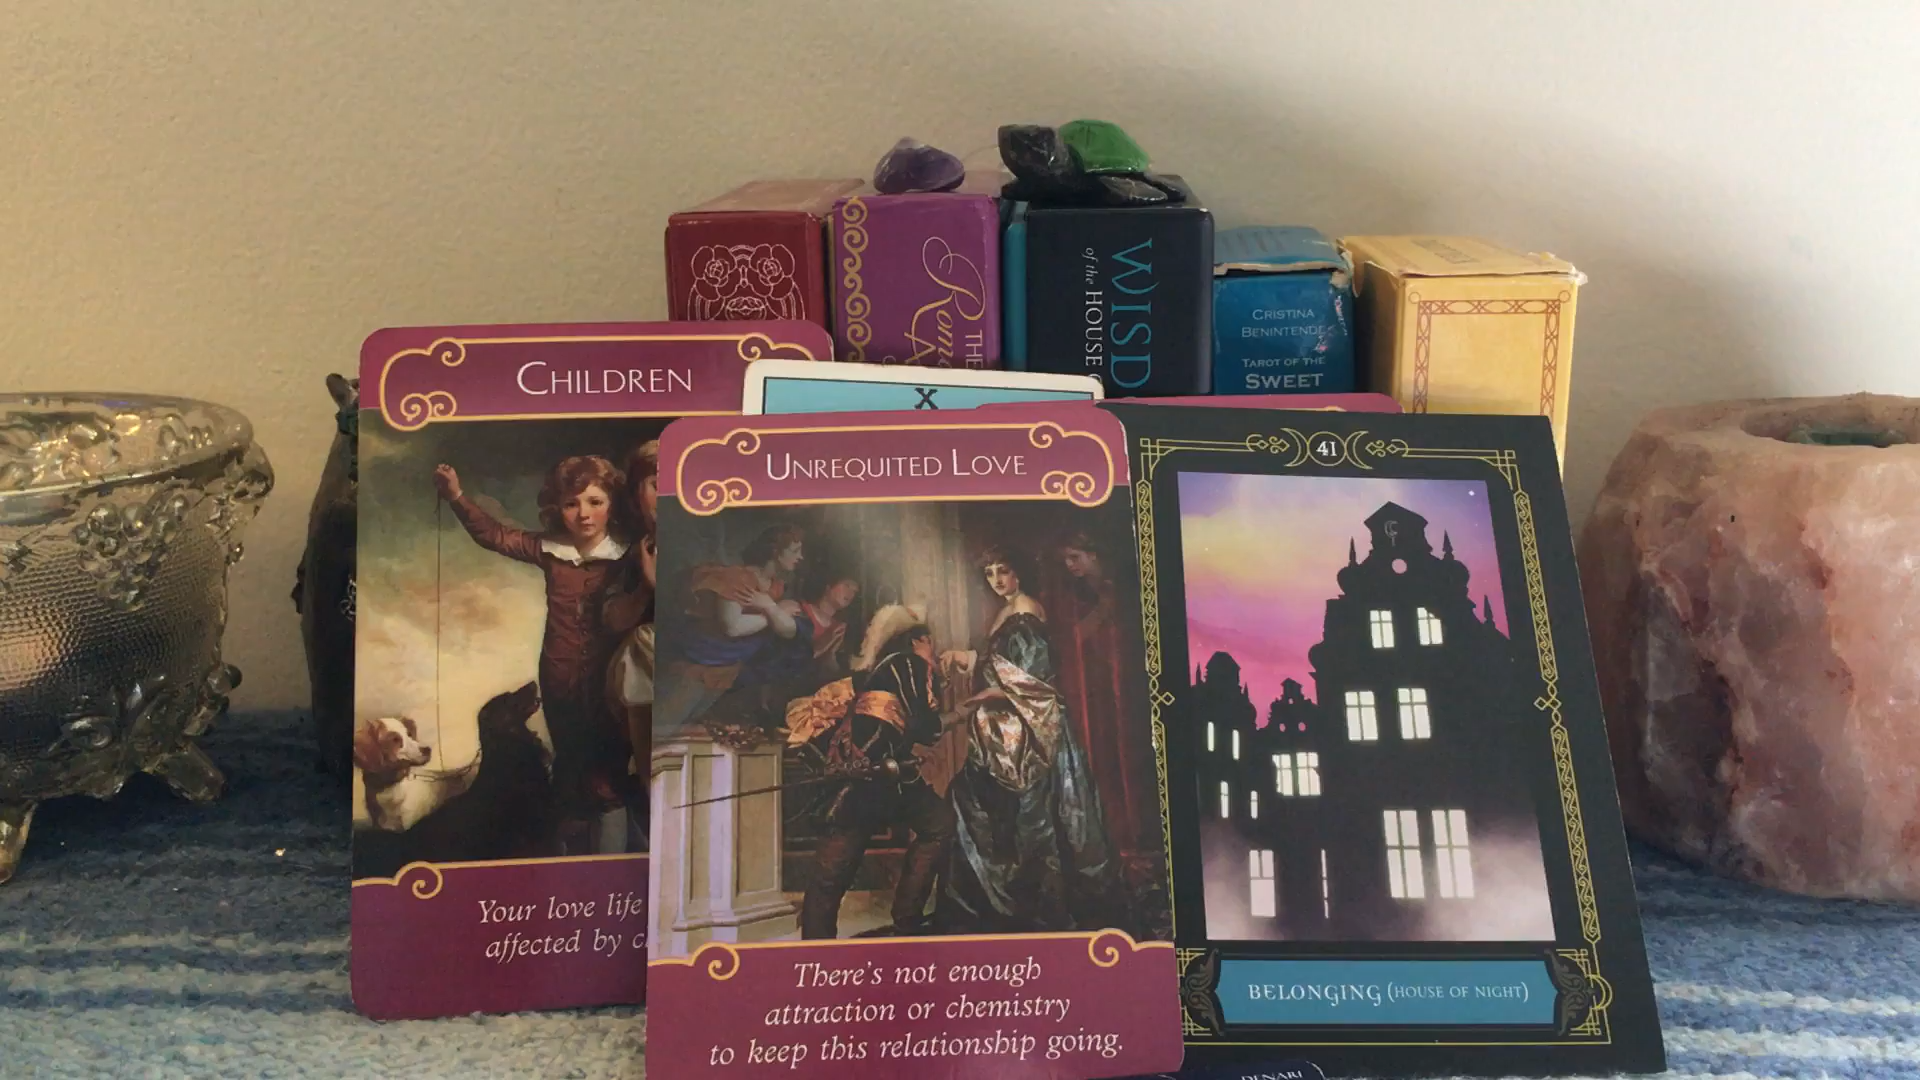 THE
WISD
of the HOUSE
CRISTINA
BENINTENDE
TAROT OF THE
SWEET
CHILDREN
X
UNREQUITED LOVE
41
Your love life
affected by
There's not enough
attraction or chemistry
to keep this relationship going.
BELONGING (HOUSE OF NIGHT)
DENARI